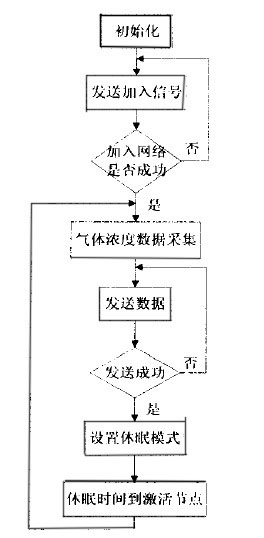 初始化
发送加入信号
加入网络
是否成功
否
是
气体浓度数据采集
发送数据
发送成功
否
是
设置休眠模式
休眠时间到激活节点